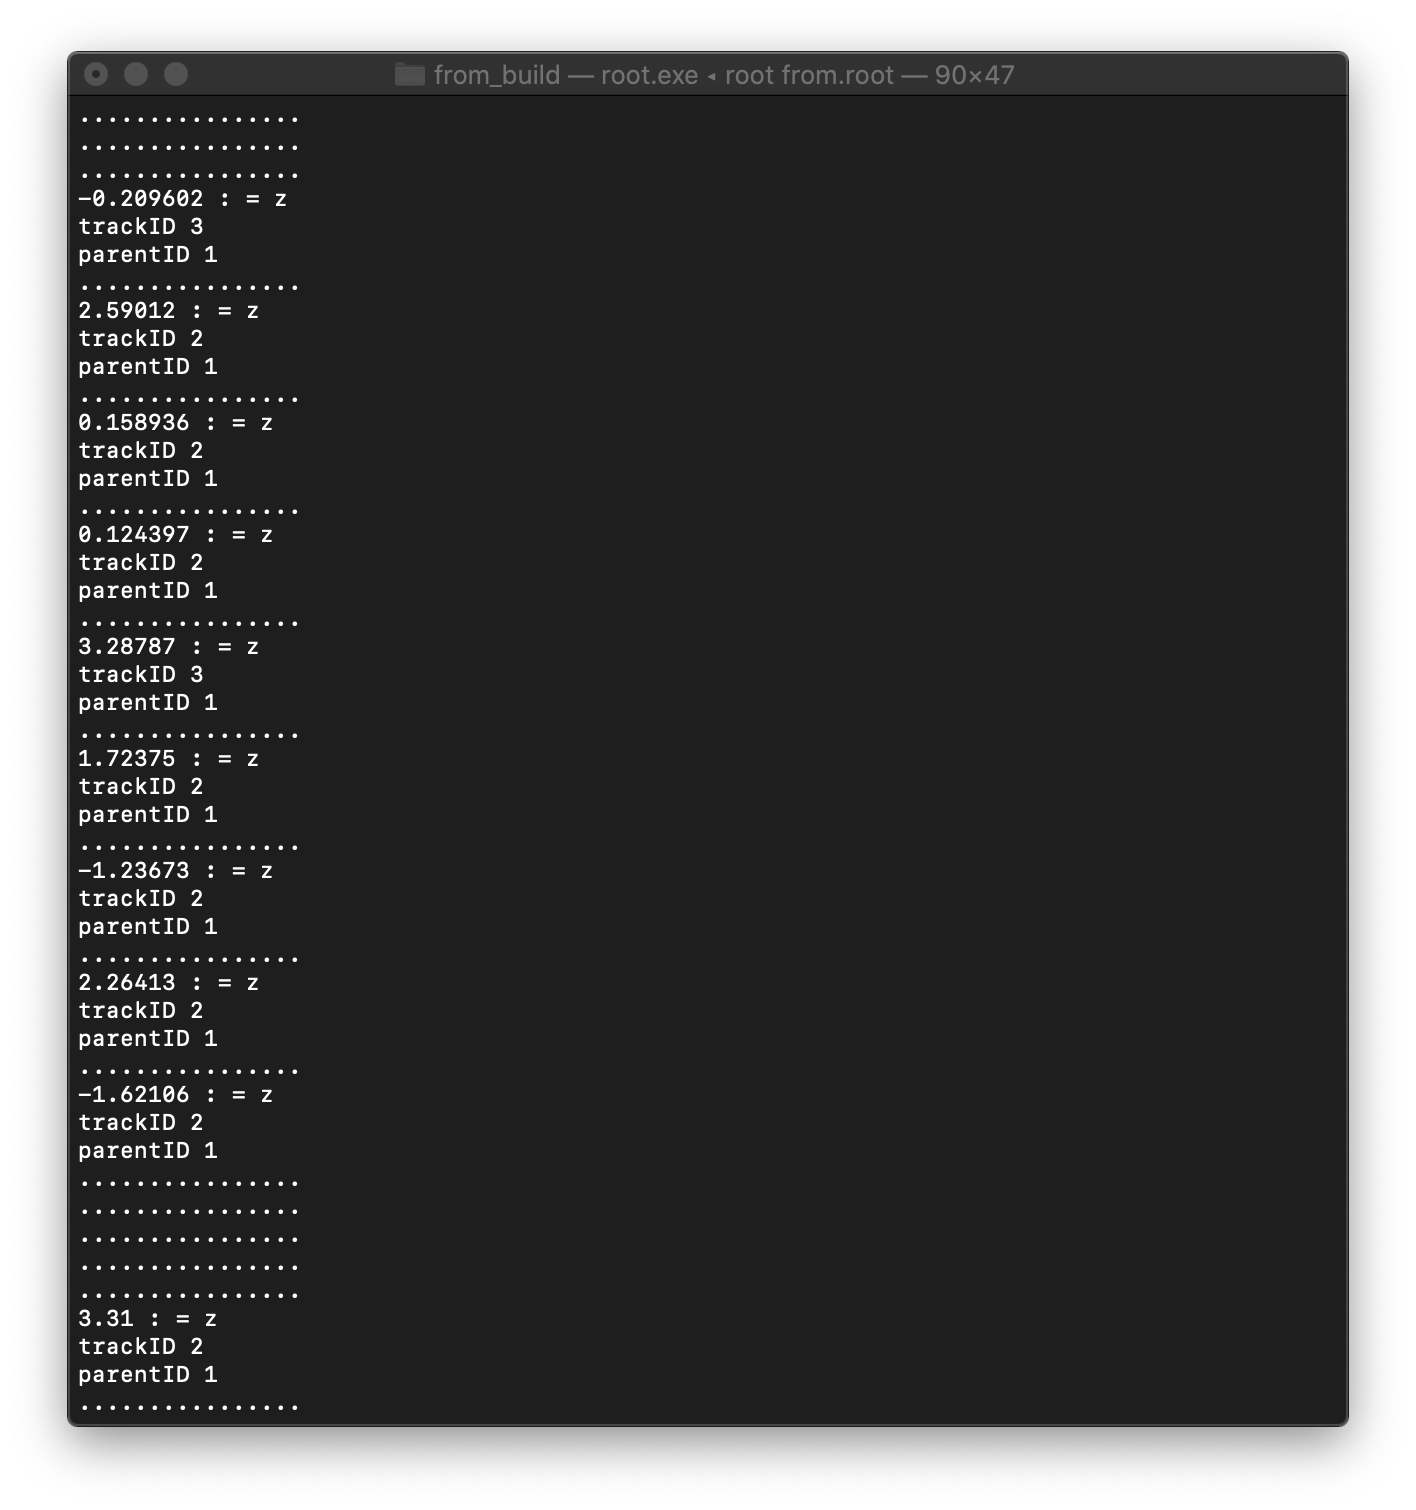 from_build — root.exe ◂ root from.root — 90×47
................
................
................
-0.209602 : = z
trackID 3
parentID 1
................
2.59012 : = z
trackID 2
parentID 1
................
0.158936 : = z
trackID 2
parentID 1
................
0.124397 : = z
trackID 2
parentID 1
................
3.28787 : = z
trackID 3
parentID 1
................
1.72375 : = z
trackID 2
parentID 1
................
-1.23673 : = z
trackID 2
parentID 1
................
2.26413 : = z
trackID 2
parentID 1
................
-1.62106 : = z
trackID 2
parentID 1
................
................
................
................
................
3.31 : = z
trackID 2
parentID 1
................